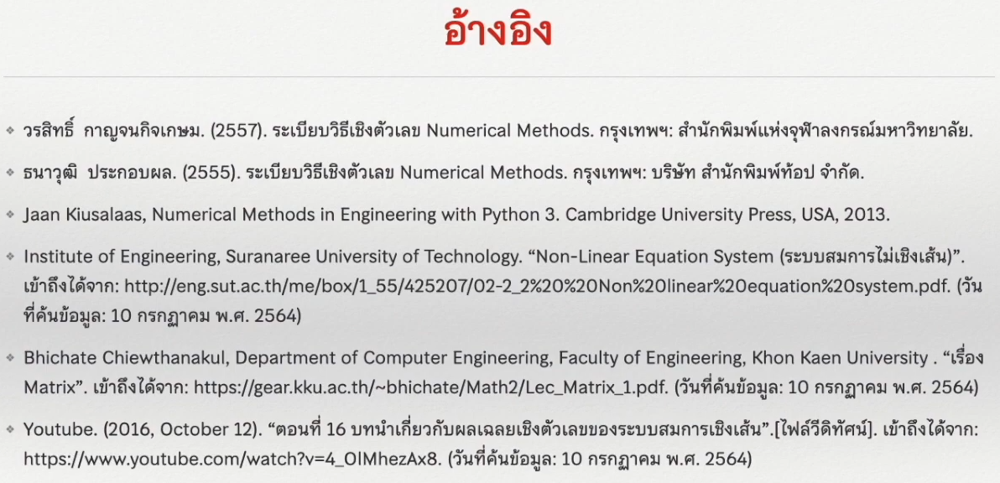 อ้างอิง
❖ วรสิทธิ์ กาญจนกิจเกษม. (2557). ระเบียบวิธีเชิงตัวเลข Numerical Methods. กรุงเทพฯ: สำนักพิมพ์แห่งจุฬาลงกรณ์มหาวิทยาลัย.
❖ ธนาวุฒิ ประกอบผล. (2555). ระเบียบวิธีเชิงตัวเลข Numerical Methods. กรุงเทพฯ: บริษัท สำนักพิมพ์ท้อป จำกัด.
❖ Jaan Kiusalaas, Numerical Methods in Engineering with Python 3. Cambridge University Press, USA, 2013.
❖ Institute of Engineering, Suranaree University of Technology. “Non-Linear Equation System (ระบบสมการไม่เชิงเส้น)”.
เข้าถึงได้จาก: http://eng.sut.ac.th/me/box/1_55/425207/02-2_2%20%20Non%20linear%20equation%20system.pdf. (วัน
ที่ค้นข้อมูล: 10 กรกฏาคม พ.ศ. 2564)
❖ Bhichate Chiewthanakul, Department of Computer Engineering, Faculty of Engineering, Khon Kaen University . “เรื่อง
Matrix”. เข้าถึงได้จาก: https://gear.kku.ac.th/~bhichate/Math2/Lec_Matrix_1.pdf. (วันที่ค้นข้อมูล: 10 กรกฏาคม พ.ศ. 2564)
❖ Youtube. (2016, October 12). “ตอนที่ 16 บทนำเกี่ยวกับผลเฉลยเชิงตัวเลขของระบบสมการเชิงเส้น”.[ไฟล์วีดิทัศน์]. เข้าถึงได้จาก:
https://www.youtube.com/watch?v=4_OlMhezAx8. (วันที่ค้นข้อมูล: 10 กรกฏาคม พ.ศ. 2564)